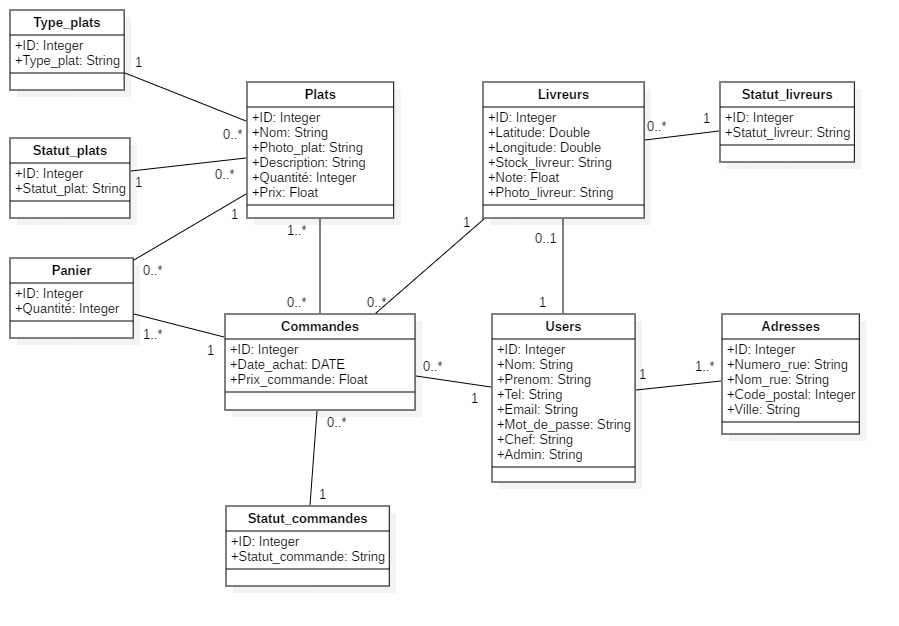 Type_plats
+ID: Integer
+Type_plat: String
1
0..*
Statut_plats
+ID: Integer
+Statut_plat: String
1
0..*
Plats
+ID: Integer
+Nom: String
+Photo_plat: String
+Description: String
+Quantité: Integer
+Prix: Float
1
1..*
Livreurs
+ID: Integer
+Latitude: Double
+Longitude: Double
+Stock_livreur: String
+Note: Float
+Photo_livreur: String
0..*
1
1
0..1
Statut_livreurs
+ID: Integer
+Statut_livreur: String
Panier
+ID: Integer
+Quantité: Integer
0..*
1..*
1
0..*
0..*
1
Commandes
+ID: Integer
+Date_achat: DATE
+Prix_commande: Float
0..*
1
0..*
1
Users
+ID: Integer
+Nom: String
+Prenom: String
+Tel: String
+Email: String
+Mot_de_passe: String
+Chef: String
+Admin: String
1
1..*
Adresses
+ID: Integer
+Numero_rue: String
+Nom_rue: String
+Code_postal: Integer
+Ville: String
Statut_commandes
+ID: Integer
+Statut_commande: String